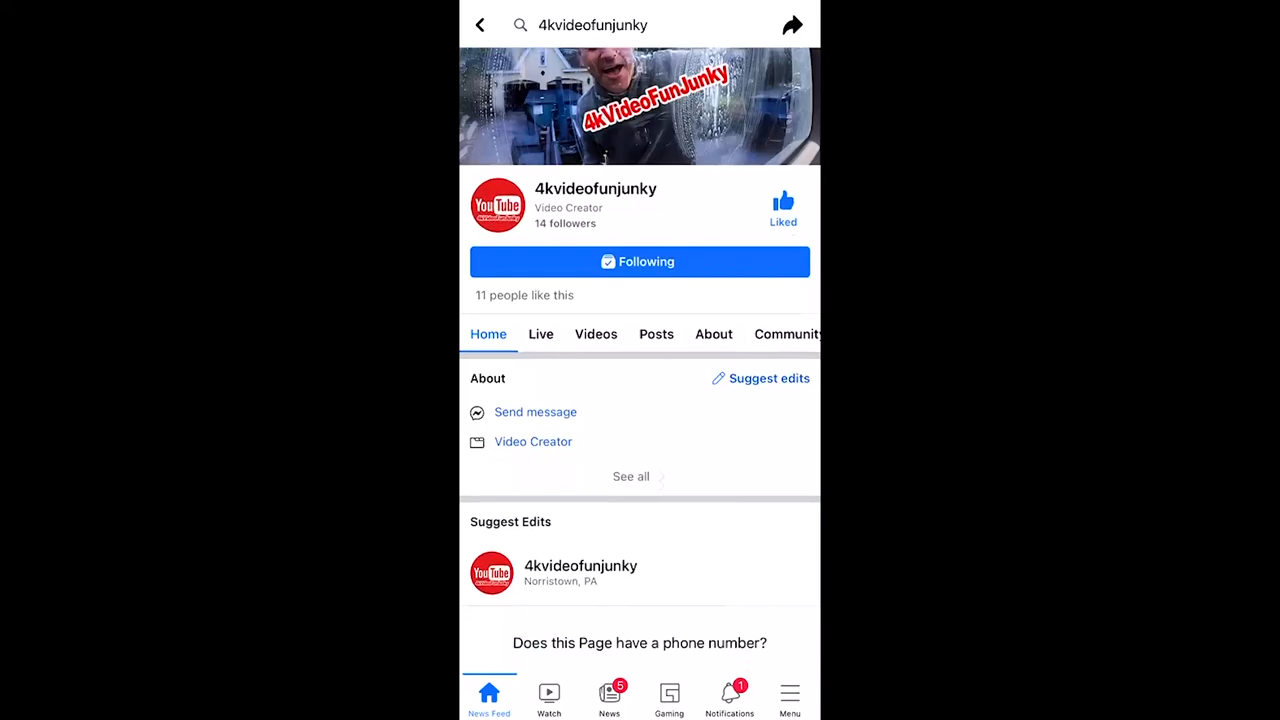 4kvideofunjunky
4kVideoFunJunky
YouTube
4kvideofunjunky
Video Creator
14 followers
Liked
Following
11 people like this
Home Live Videos Posts About Community
About
Suggest edits
Send message
Video Creator
See all
Suggest Edits
YouTube
4kvideofunjunky
Norristown, PA
Does this Page have a phone number?
5
1
News Feed Watch News Gaming Notifications Menu